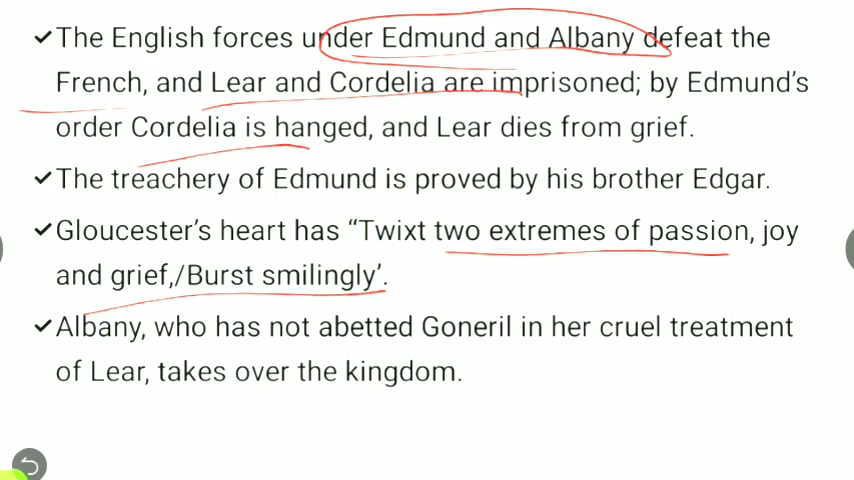 ✓The English forces under Edmund and Albany defeat the
French, and Lear and Cordelia are imprisoned; by Edmund’s
order Cordelia is hanged, and Lear dies from grief.
✓The treachery of Edmund is proved by his brother Edgar.
✓Gloucester’s heart has “Twixt two extremes of passion, joy
and grief,/Burst smilingly’.
✓Albany, who has not abetted Goneril in her cruel treatment
of Lear, takes over the kingdom.